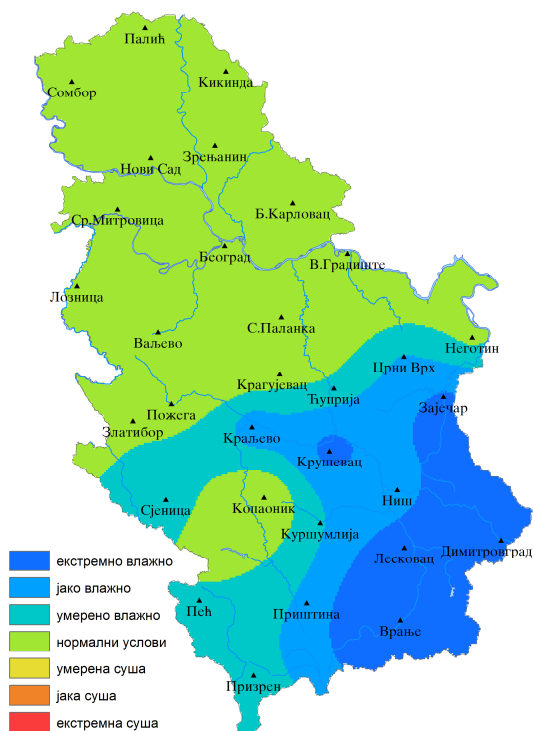 Палић
Кикинда
Сомбор
Зрењанин
Нови Сад
Ср.Митровица
Б.Карловац
Београд
В.Градиште
Лозница
С.Паланка
Ваљево
Неготин
Црни Врх
Крагујевац
Ћуприја
Зајечар
Пожега
Златибор
Краљево
Крушевац
Ниш
Сјеница
Копаоник
Куршумлија
Димитровград
Лесковац
Пећ
Приштина
Врање
Призрен
екстремно влажно
јако влажно
умерено влажно
нормални услови
умерена суша
јака суша
екстремна суша